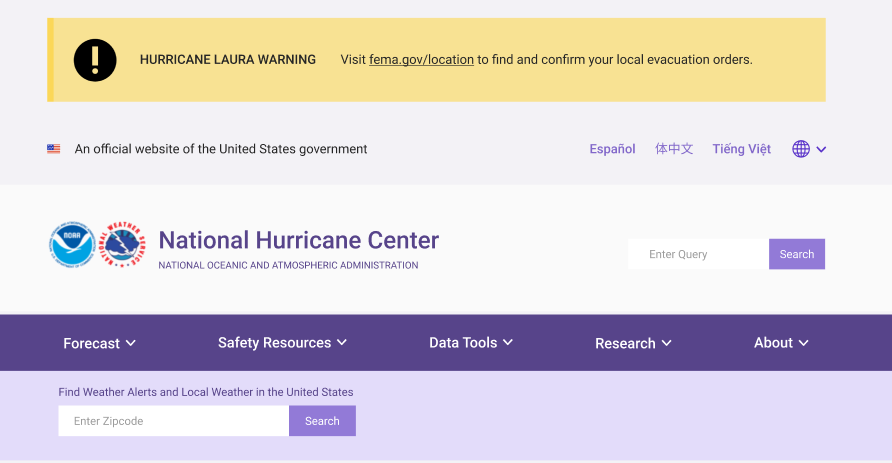 HURRICANE LAURA WARNING Visit fema.gov/location to find and confirm your local evacuation orders.
An official website of the United States government Español 体中文 Tiếng Việt
NOAA
National Hurricane Center
NATIONAL OCEANIC AND ATMOSPHERIC ADMINISTRATION
Enter Query Search
Forecast Safety Resources Data Tools Research About
Find Weather Alerts and Local Weather in the United States
Enter Zipcode Search